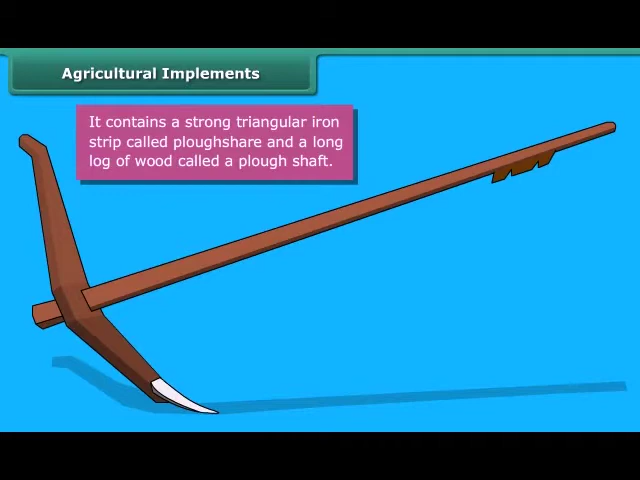 Agricultural Implements
It contains a strong triangular iron
strip called ploughshare and a long
log of wood called a plough shaft.